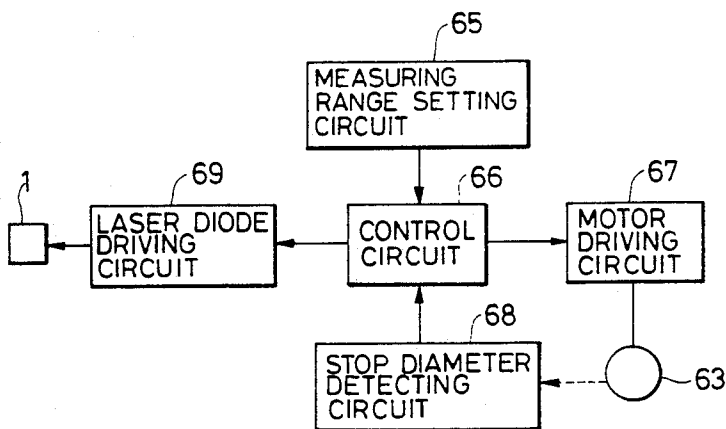 65
MEASURING
RANGE SETTING
CIRCUIT
1
69
LASER DIODE
DRIVING
CIRCUIT
66
CONTROL
CIRCUIT
67
MOTOR
DRIVING
CIRCUIT
68
STOP DIAMETER
DETECTING
CIRCUIT
63